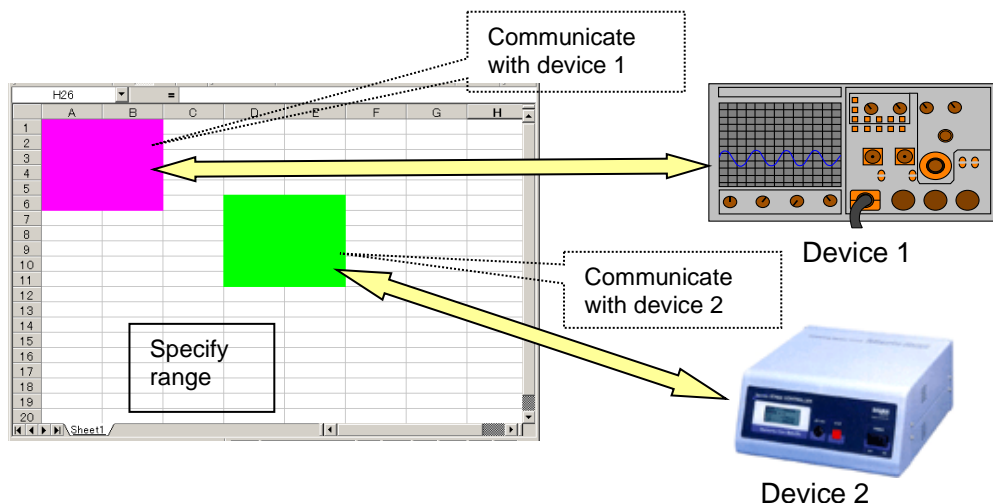 Communicate
with device 1
H26
=
A B C D E F G H
1
2
3
4
5
6
7
8
9
10
11
12
13
14
15
16
17
18
19
20
Sheet1
Specify
range
Communicate
with device 2
Device 1
Device 2